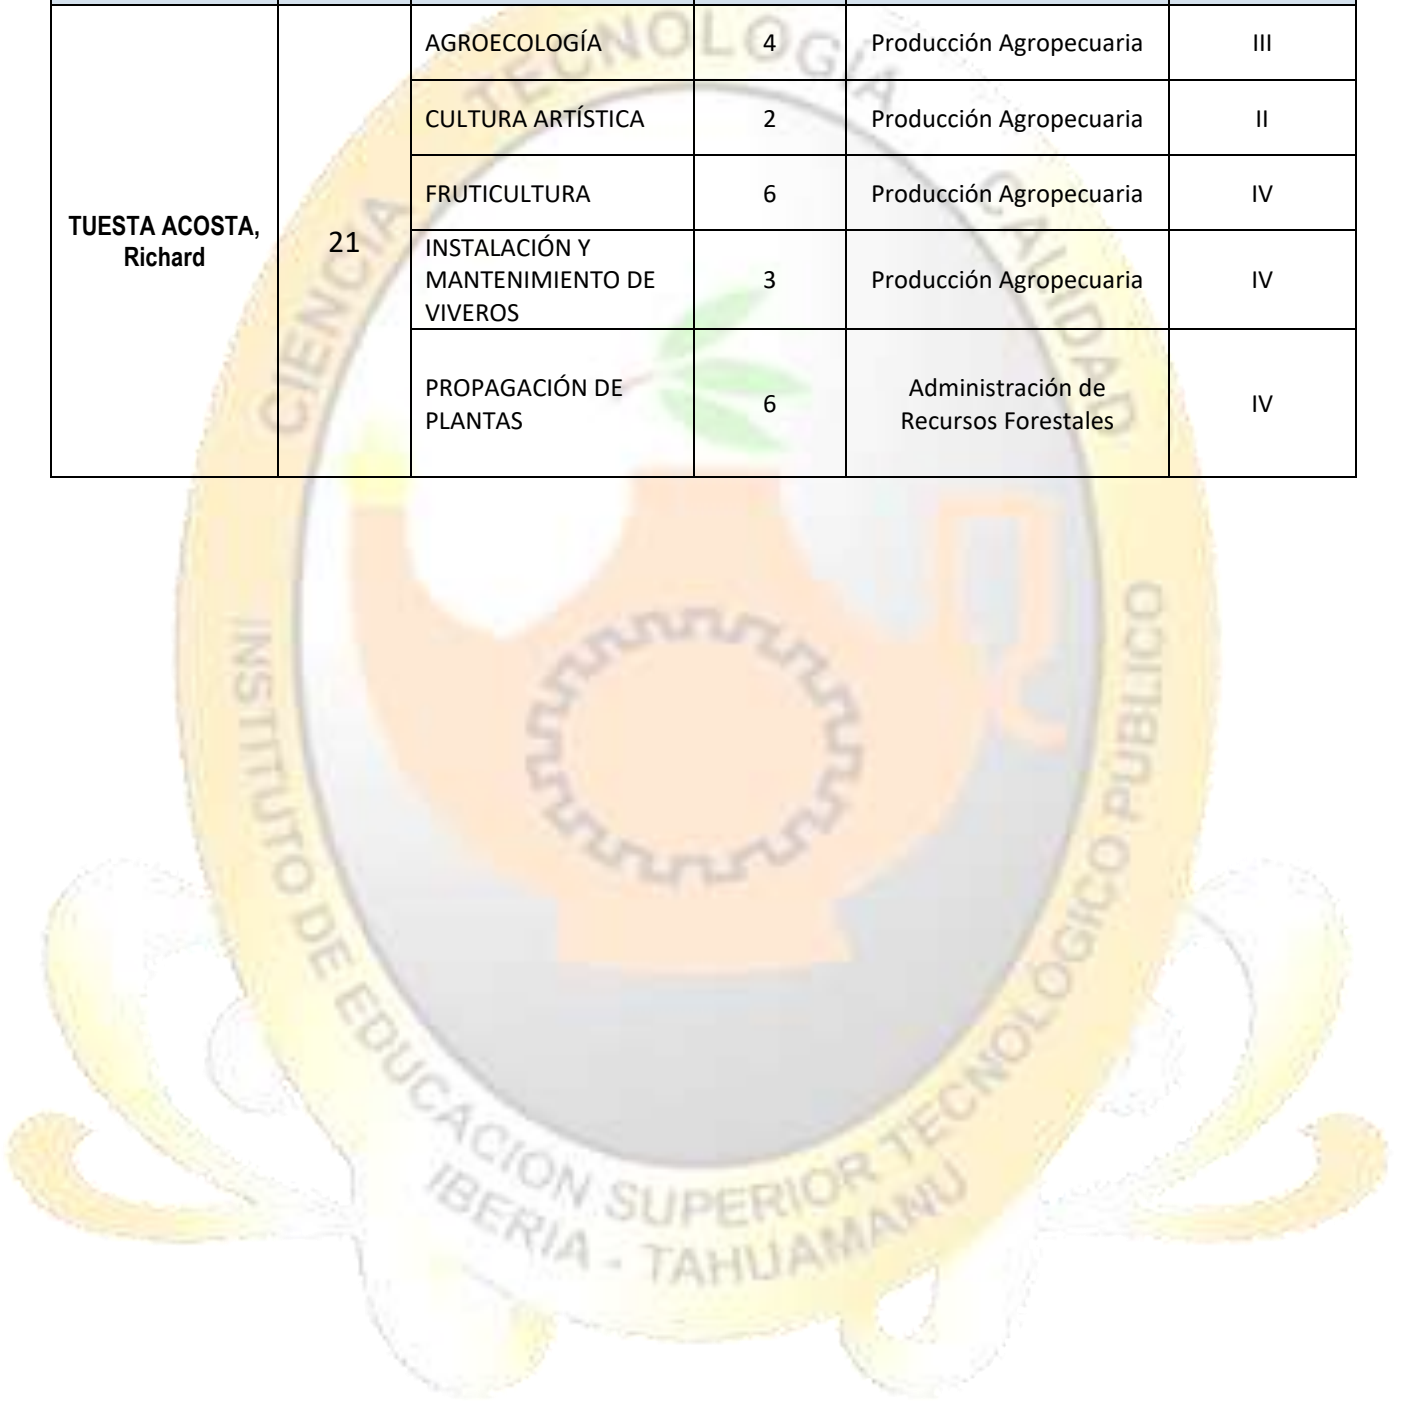 AGROECOLOGÍA 4 Producción Agropecuaria III
CULTURA ARTÍSTICA 2 Producción Agropecuaria II
FRUTICULTURA 6 Producción Agropecuaria IV
TUESTA ACOSTA,
Richard
21
INSTALACIÓN Y
MANTENIMIENTO DE
VIVEROS
3 Producción Agropecuaria IV
PROPAGACIÓN DE
PLANTAS
6
Administración de
Recursos Forestales
IV
CIENCIA TECNOLOGÍA CALIDAD
INSTITUTO DE EDUCACION SUPERIOR TECNOLÓGICO PUBLICO
IBERIA - TAHUAMANU